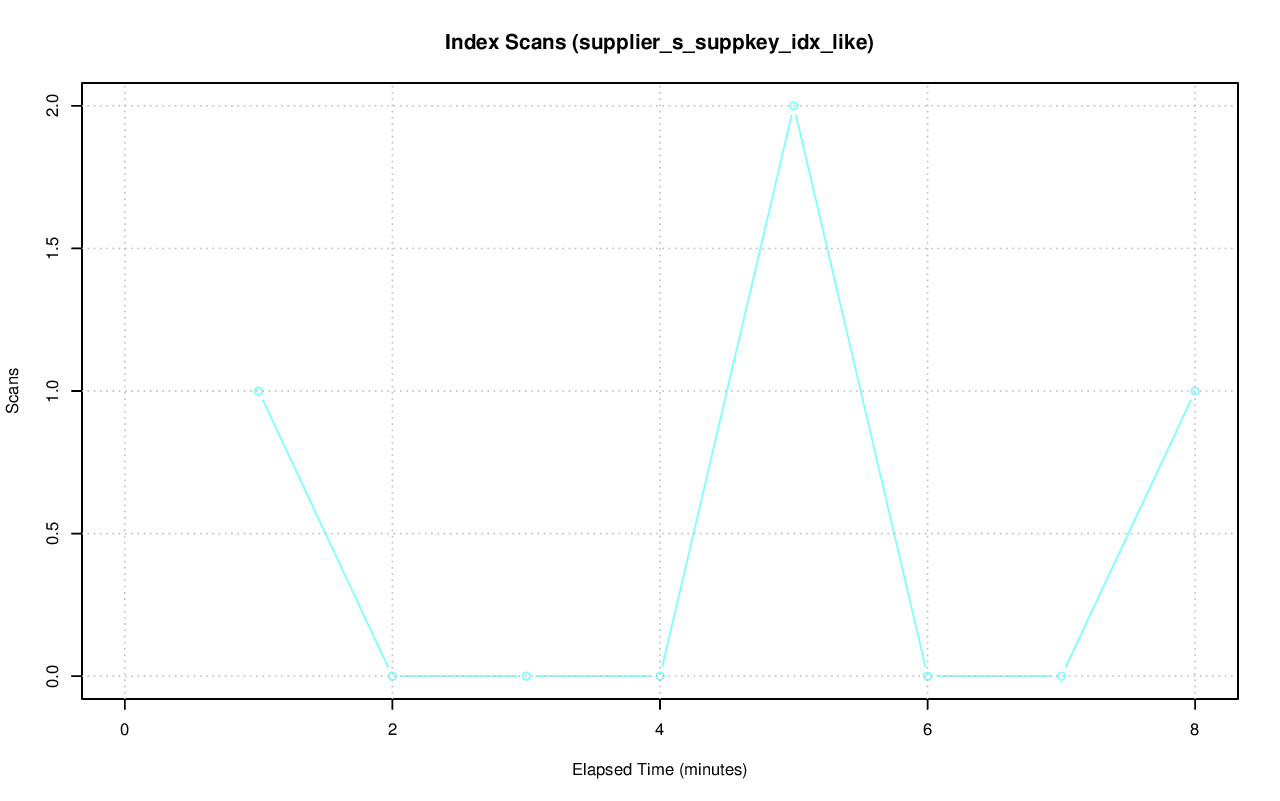 Index Scans (supplier_s_suppkey_idx_like)
2.0
1.5
1.0
0.5
0.0
Scans
0 2 4 6 8
Elapsed Time (minutes)